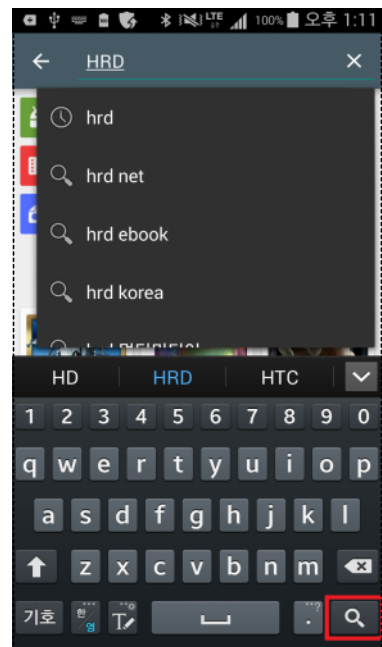 LTE 100% 오후 1:11
HRD
hrd
hrd net
hrd ebook
hrd korea
HD HRD HTC
1 2 3 4 5 6 7 8 9 0
q w e r t y u i o p
a s d f g h j k l
z x c v b n m
기호 한/영 T . ?